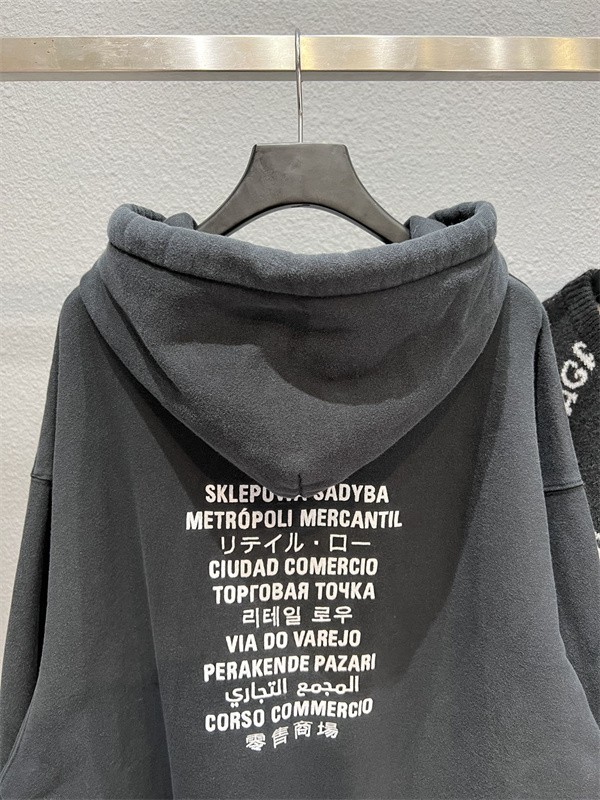 SKLEPOWA SADYBA
METRÓPOLI MERCANTIL
リテイル・ロー
CIUDAD COMERCIO
ТОРГОВАЯ ТОЧКА
리테일 로우
VIA DO VAREJO
PERAKENDE PAZARI
المجمع التجاري
CORSO COMMERCIO
零售商場